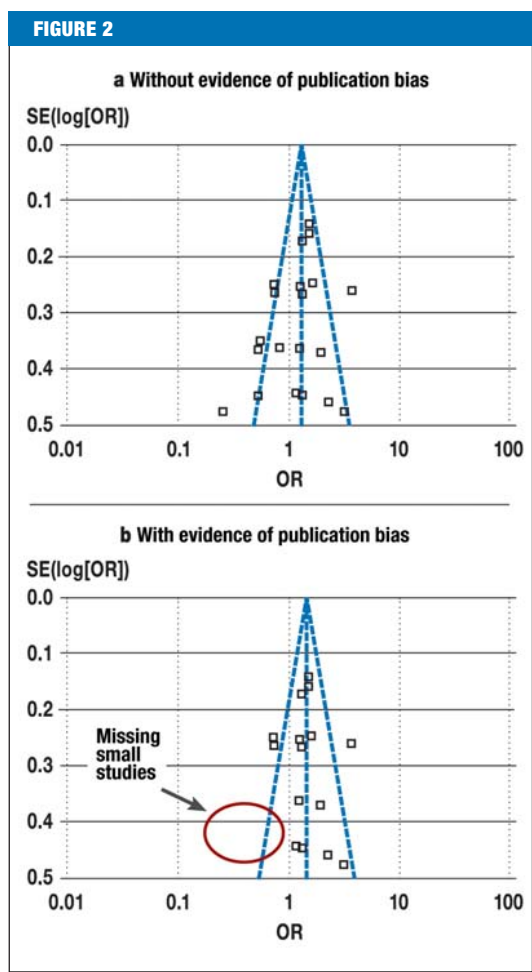 FIGURE 2
a Without evidence of publication bias
SE(log[OR])
0.0
0.1
0.2
0.3
0.4
0.5
0.01 0.1 1 10 100
OR
b With evidence of publication bias
SE(log[OR])
0.0
0.1
0.2
Missing
small
studies
0.3
0.4
0.5
0.01 0.1 1 10 100
OR